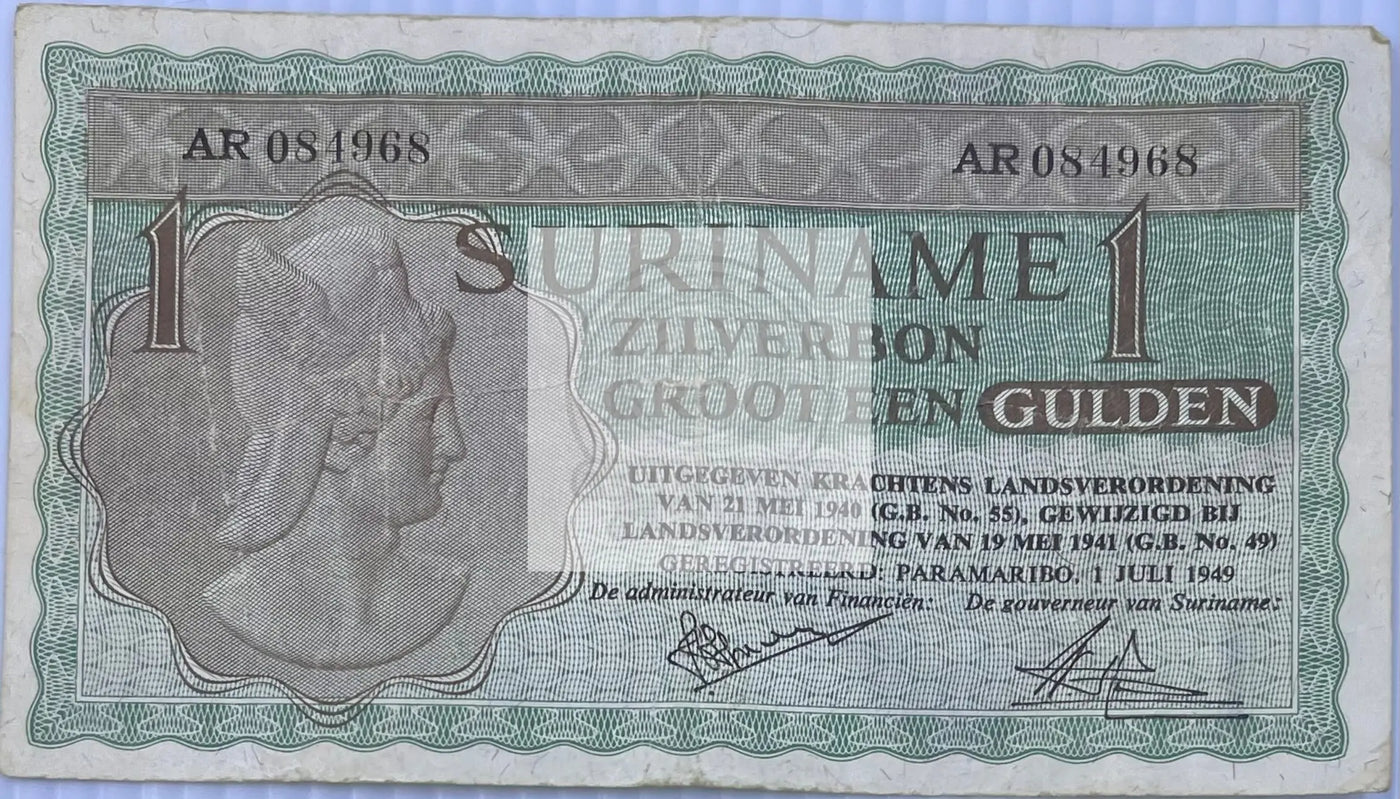 AR 084968
AR 084968
1 SURINAME 1
ZILVERBON
GROOT EEN GULDEN
UITGEGEVEN KRACHTENS LANDSVERORDENING
VAN 21 MEI 1940 (G.B. No. 55), GEWIJZIGD BIJ
LANDSVERORDENING VAN 19 MEI 1941 (G.B. No. 49)
GEREGISTREERD: PARAMARIBO. 1 JULI 1949
De administrateur van Financiën: De gouverneur van Suriname: